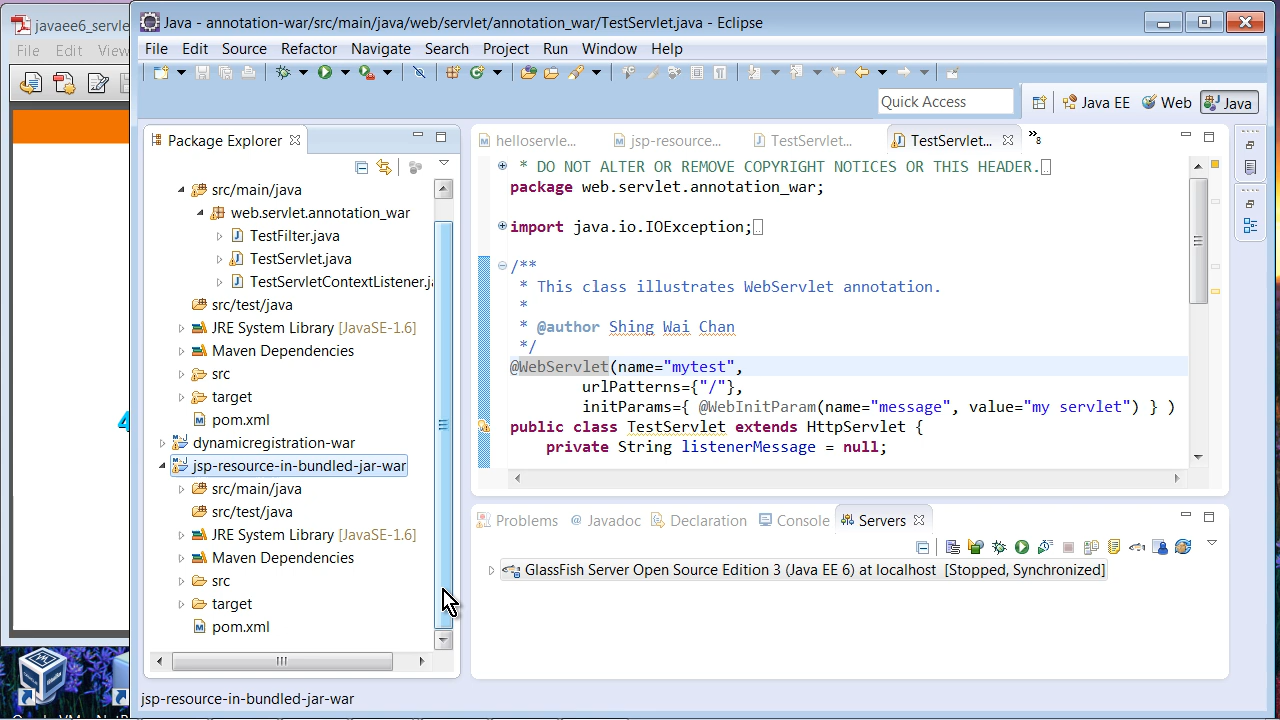 javaee6_servle
File Edit View
4
Java - annotation-war/src/main/java/web/servlet/annotation_war/TestServlet.java - Eclipse
File Edit Source Refactor Navigate Search Project Run Window Help
Quick Access
Java EE Web Java
Package Explorer
src/main/java
web.servlet.annotation_war
TestFilter.java
TestServlet.java
TestServletContextListener.ja
src/test/java
JRE System Library [JavaSE-1.6]
Maven Dependencies
src
target
pom.xml
dynamicregistration-war
jsp-resource-in-bundled-jar-war
src/main/java
src/test/java
JRE System Library [JavaSE-1.6]
Maven Dependencies
src
target
pom.xml
helloservle... jsp-resource... TestServlet... TestServlet... »8
* DO NOT ALTER OR REMOVE COPYRIGHT NOTICES OR THIS HEADER.
package web.servlet.annotation_war;
import java.io.IOException;
/**
* This class illustrates WebServlet annotation.
*
* @author Shing Wai Chan
*/
@WebServlet(name="mytest",
urlPatterns={"/"},
initParams={ @WebInitParam(name="message", value="my servlet") } )
public class TestServlet extends HttpServlet {
private String listenerMessage = null;
Problems @ Javadoc Declaration Console Servers
GlassFish Server Open Source Edition 3 (Java EE 6) at localhost [Stopped, Synchronized]
jsp-resource-in-bundled-jar-war